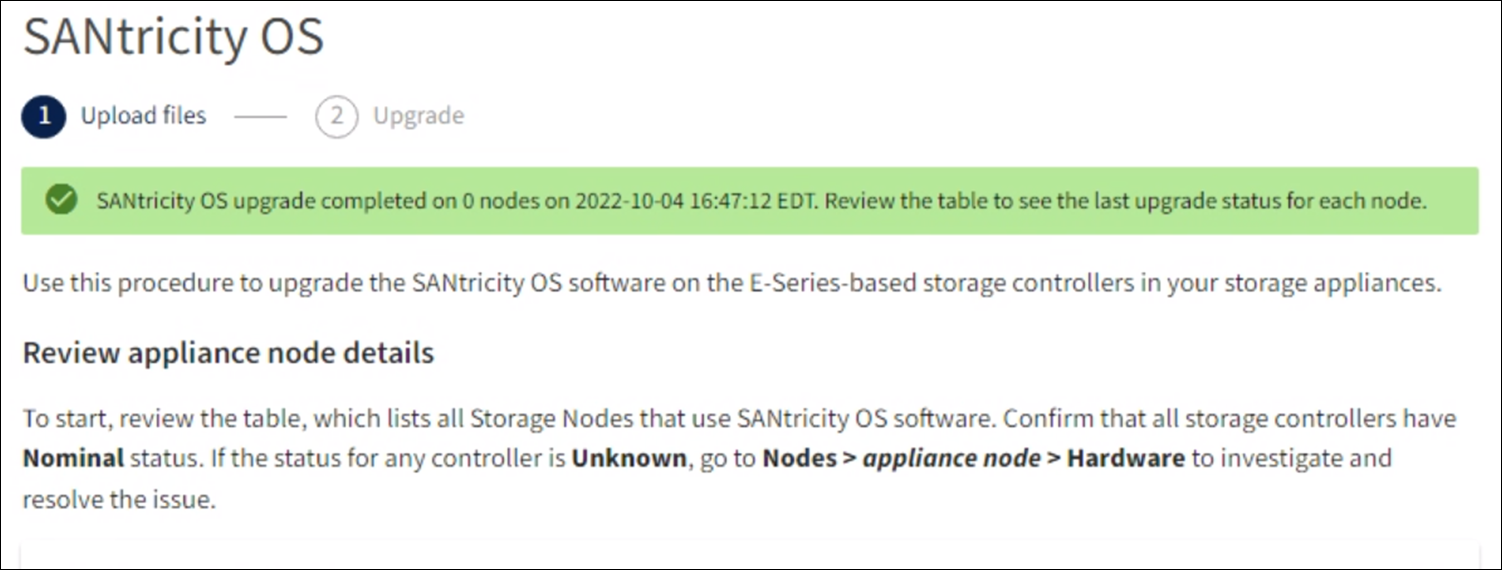 SANtricity OS
1 Upload files 2 Upgrade
SANtricity OS upgrade completed on 0 nodes on 2022-10-04 16:47:12 EDT. Review the table to see the last upgrade status for each node.
Use this procedure to upgrade the SANtricity OS software on the E-Series-based storage controllers in your storage appliances.
Review appliance node details
To start, review the table, which lists all Storage Nodes that use SANtricity OS software. Confirm that all storage controllers have
Nominal status. If the status for any controller is Unknown, go to Nodes > appliance node > Hardware to investigate and
resolve the issue.